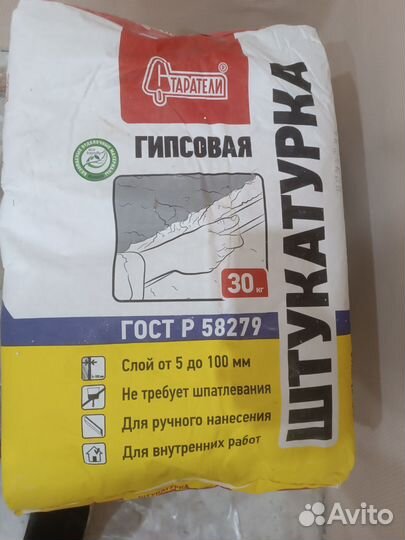 СТАРАТЕЛИ
ГИПСОВАЯ
ШТУКАТУРКА
30 кг
ГОСТ Р 58279
Слой от 5 до 100 мм
Не требует шпатлевания
Для ручного нанесения
Для внутренних работ
ШТУКАТУРКА
Avito